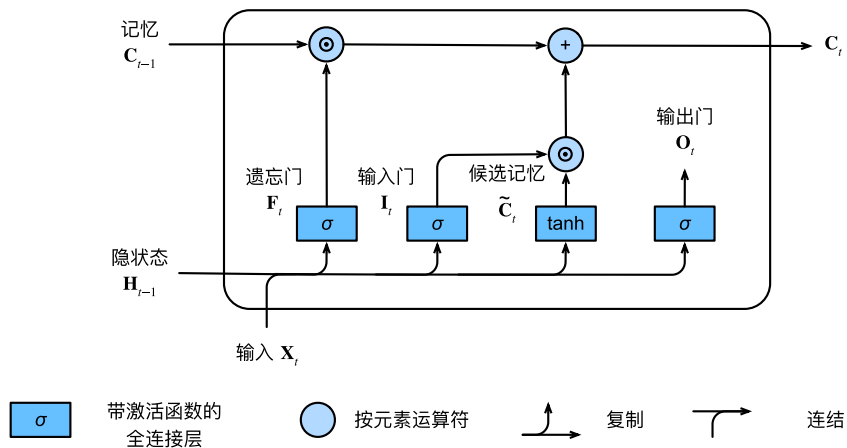 记忆
C_{t−1}
C_t
输出门
O_t
遗忘门
F_t
输入门
I_t
候选记忆
C̃_t
σ
σ
tanh
σ
隐状态
H_{t−1}
输入 X_t
σ
带激活函数的
全连接层
按元素运算符
复制
连结